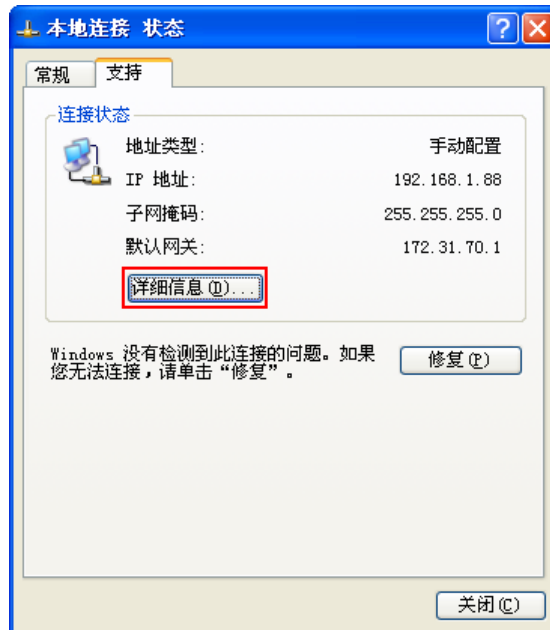 本地连接 状态
常规 支持
连接状态
地址类型: 手动配置
IP 地址: 192.168.1.88
子网掩码: 255.255.255.0
默认网关: 172.31.70.1
详细信息(D)...
Windows 没有检测到此连接的问题。如果
您无法连接，请单击“修复”。
修复(P)
关闭(C)